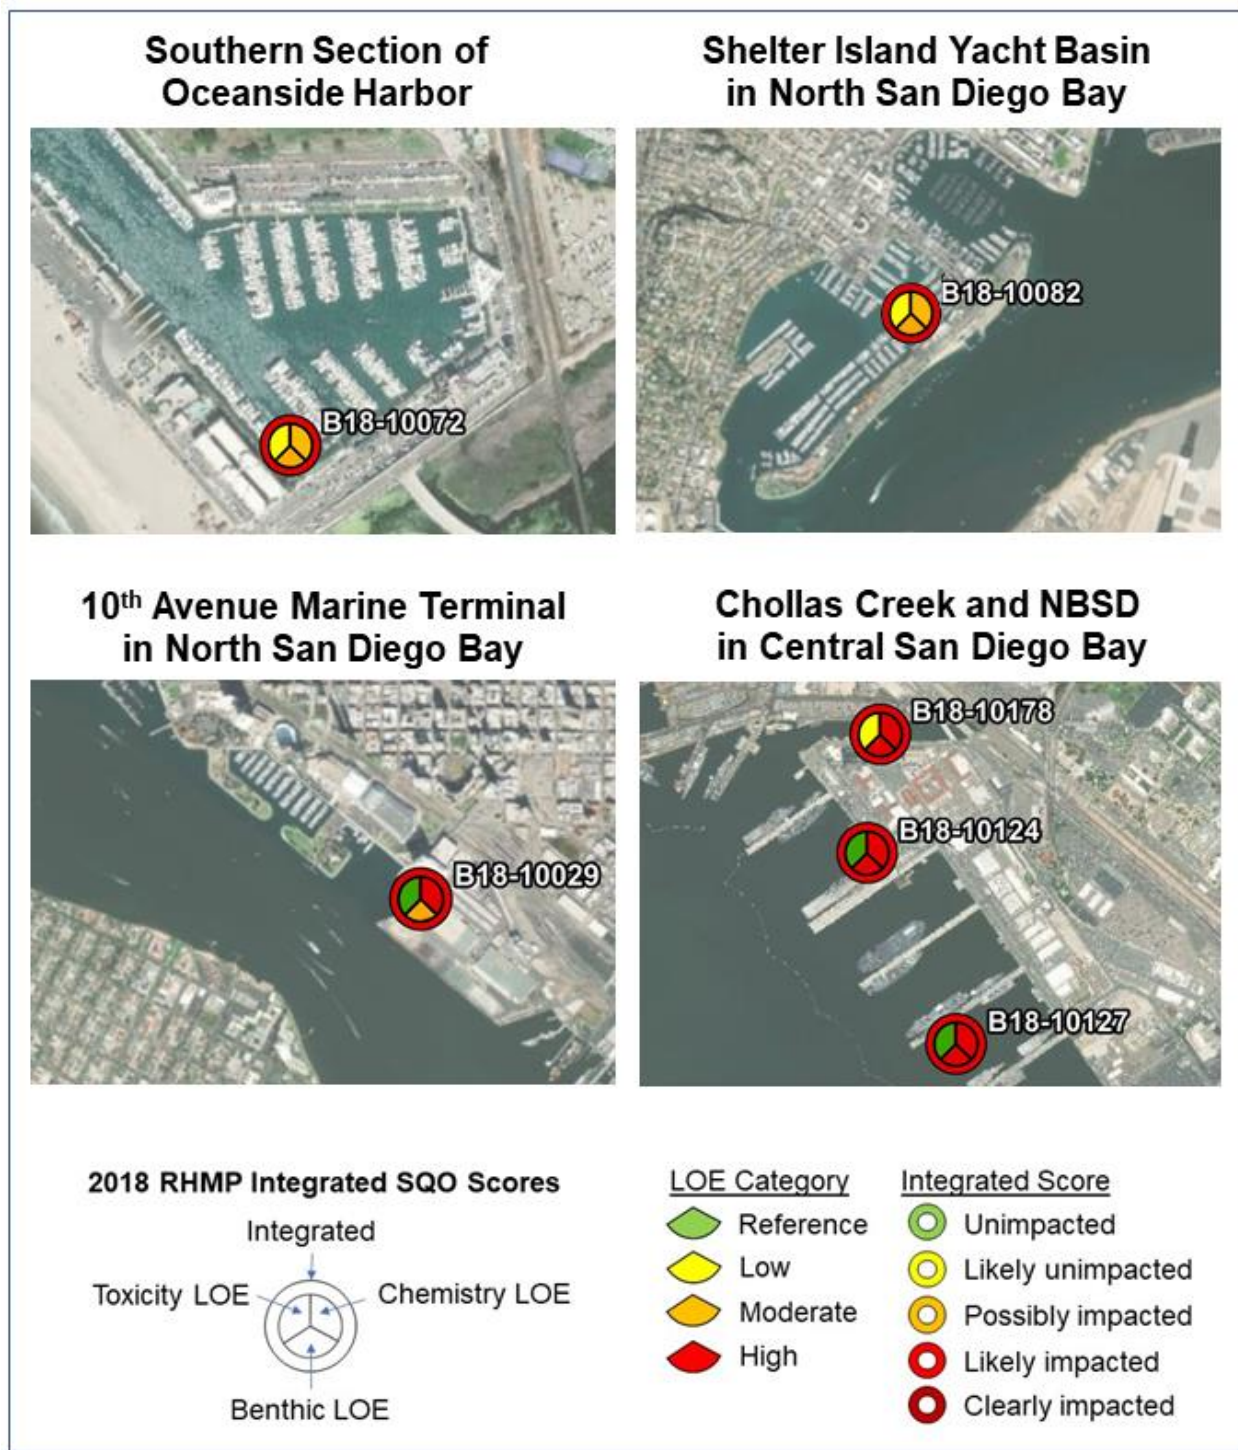 Southern Section of
Oceanside Harbor
Shelter Island Yacht Basin
in North San Diego Bay
B18-10072
B18-10082
10th Avenue Marine Terminal
in North San Diego Bay
Chollas Creek and NBSD
in Central San Diego Bay
B18-10029
B18-10178
B18-10124
B18-10127
2018 RHMP Integrated SQO Scores
Integrated
Toxicity LOE
Chemistry LOE
Benthic LOE
LOE Category
Reference
Low
Moderate
High
Integrated Score
Unimpacted
Likely unimpacted
Possibly impacted
Likely impacted
Clearly impacted